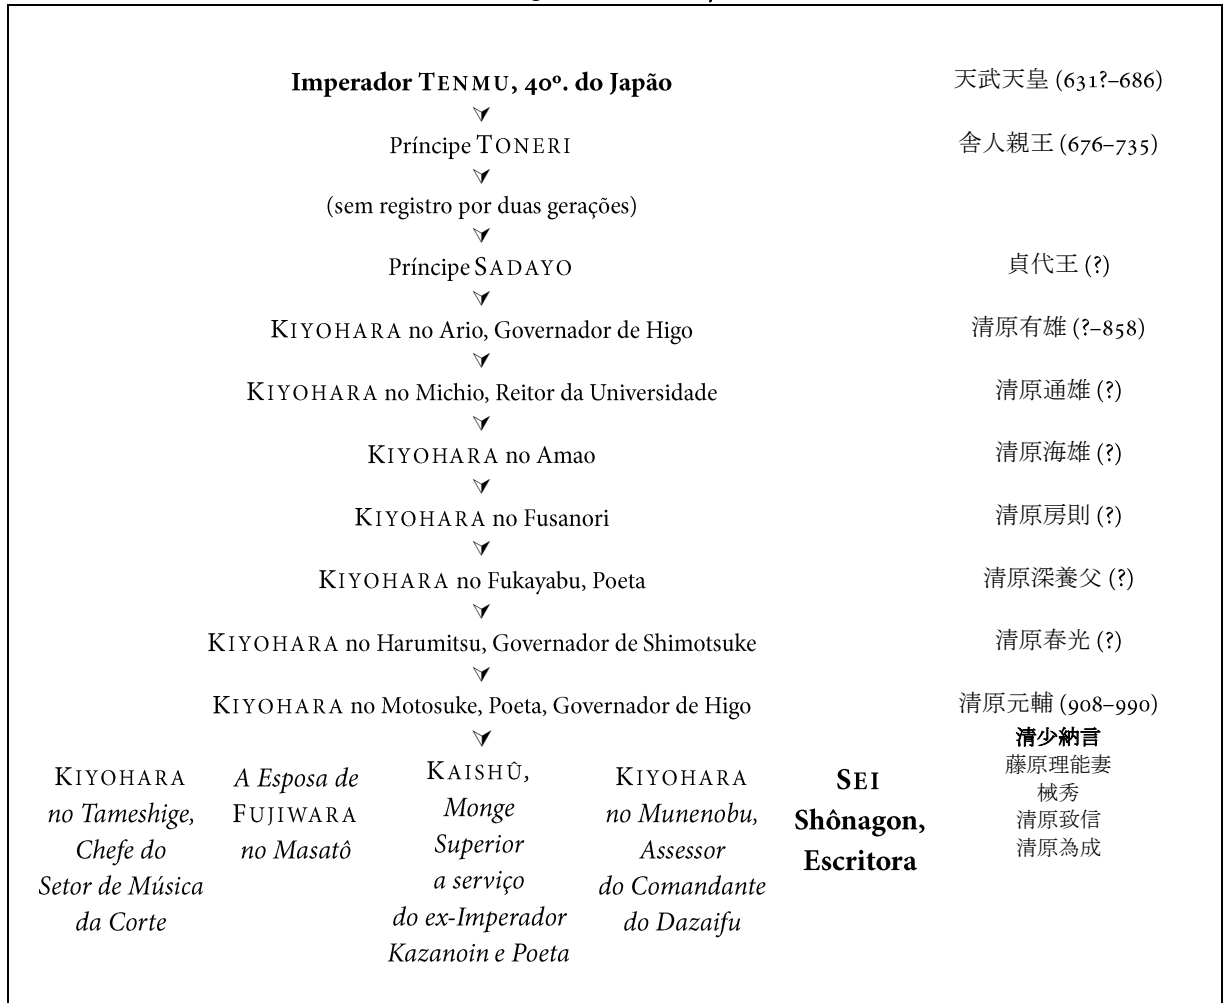 Imperador TENMU, 40º. do Japão 天武天皇 (631?–686)
Príncipe TONERI 舎人親王 (676–735)
(sem registro por duas gerações)
Príncipe SADAYO 貞代王 (?)
KIYOHARA no Ario, Governador de Higo 清原有雄 (?–858)
KIYOHARA no Michio, Reitor da Universidade 清原通雄 (?)
KIYOHARA no Amao 清原海雄 (?)
KIYOHARA no Fusanori 清原房則 (?)
KIYOHARA no Fukayabu, Poeta 清原深養父 (?)
KIYOHARA no Harumitsu, Governador de Shimotsuke 清原春光 (?)
KIYOHARA no Motosuke, Poeta, Governador de Higo 清原元輔 (908–990)
KIYOHARA
no Tameshige,
Chefe do
Setor de Música
da Corte
A Esposa de
FUJIWARA
no Masatô
KAISHÛ,
Monge
Superior
a serviço
do ex-Imperador
Kazanoin e Poeta
KIYOHARA
no Munenobu,
Assessor
do Comandante
do Dazaifu
SEI
Shônagon,
Escritora
清少納言
藤原理能妻
械秀
清原致信
清原為成